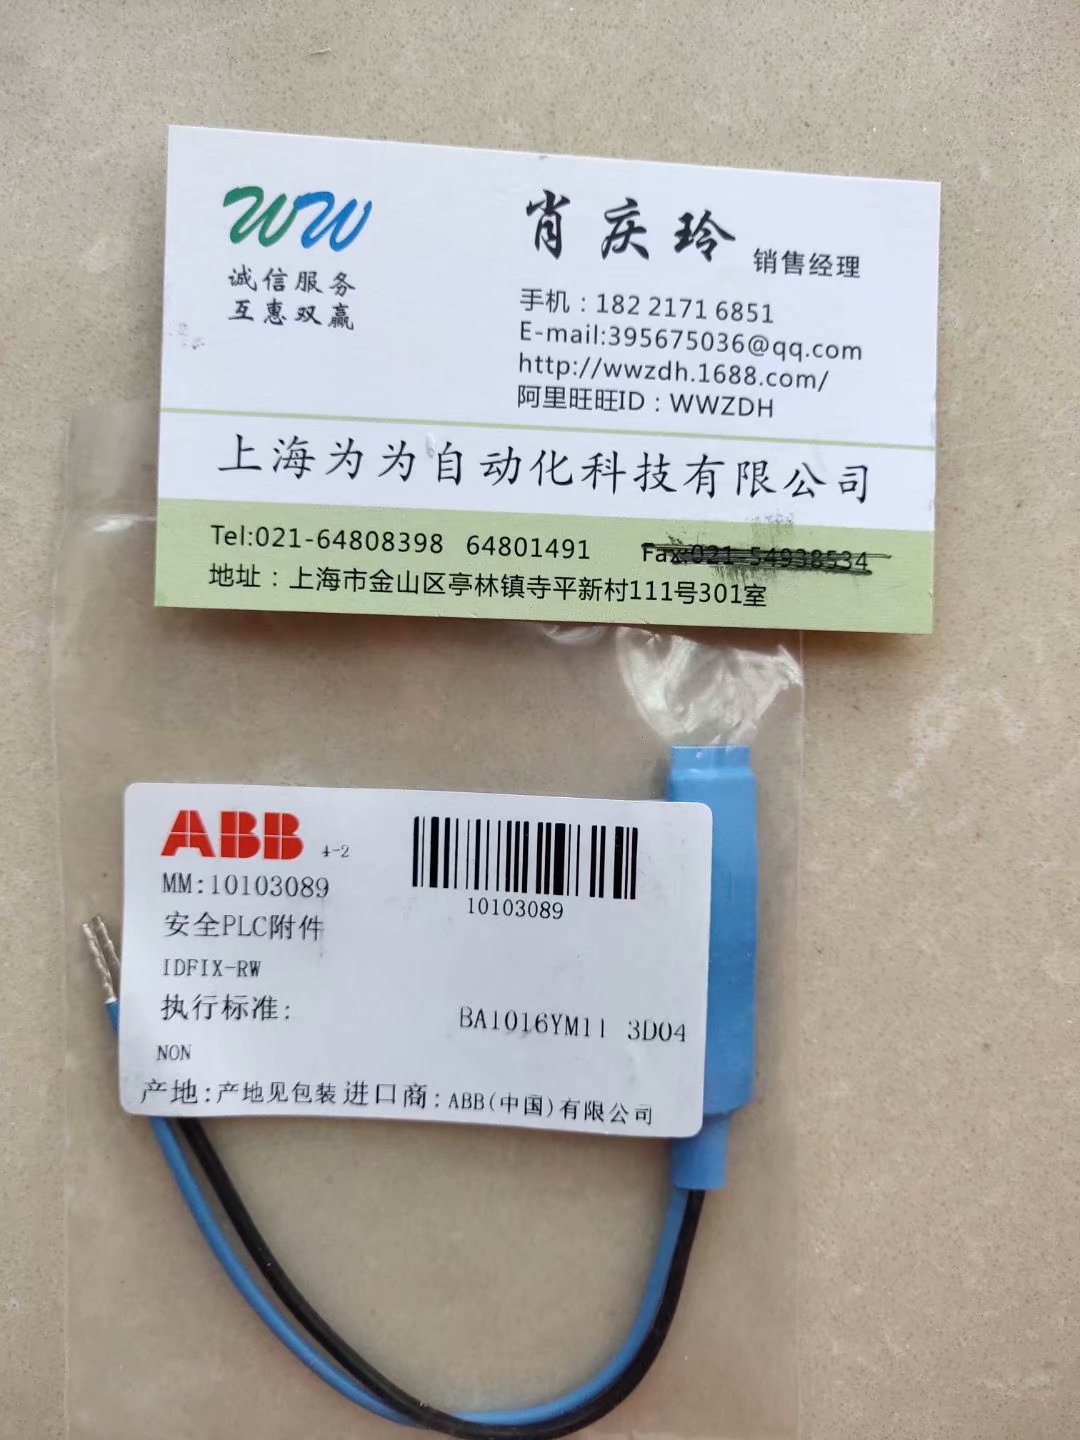 WW
诚信服务
互惠双赢
肖庆玲 销售经理
手机：182 2171 6851
E-mail:395675036@qq.com
http://wwzdh.1688.com/
阿里旺旺ID：WWZDH
上海为为自动化科技有限公司
Tel:021-64808398 64801491 Fax:021-54938534
地址：上海市金山区亭林镇寺平新村111号301室
ABB 4-2
MM:10103089
10103089
安全PLC附件
IDFIX-RW
执行标准:
BA1016YM11 3D04
NON
产地:产地见包装进口商:ABB(中国)有限公司